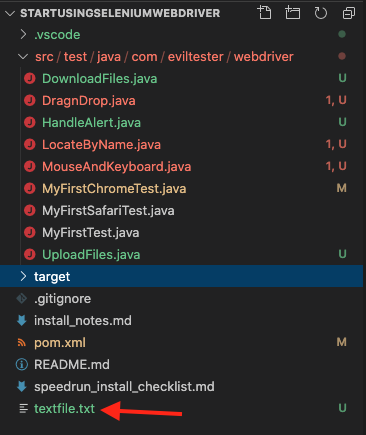 STARTUSINGSELENIUMWEBDRIVER
.vscode
src / test / java / com / eviltester / webdriver
DownloadFiles.java U
DragnDrop.java 1, U
HandleAlert.java U
LocateByName.java 1, U
MouseAndKeyboard.java 1, U
MyFirstChromeTest.java M
MyFirstSafariTest.java
MyFirstTest.java
UploadFiles.java U
target
.gitignore
install_notes.md
pom.xml M
README.md
speedrun_install_checklist.md
textfile.txt U